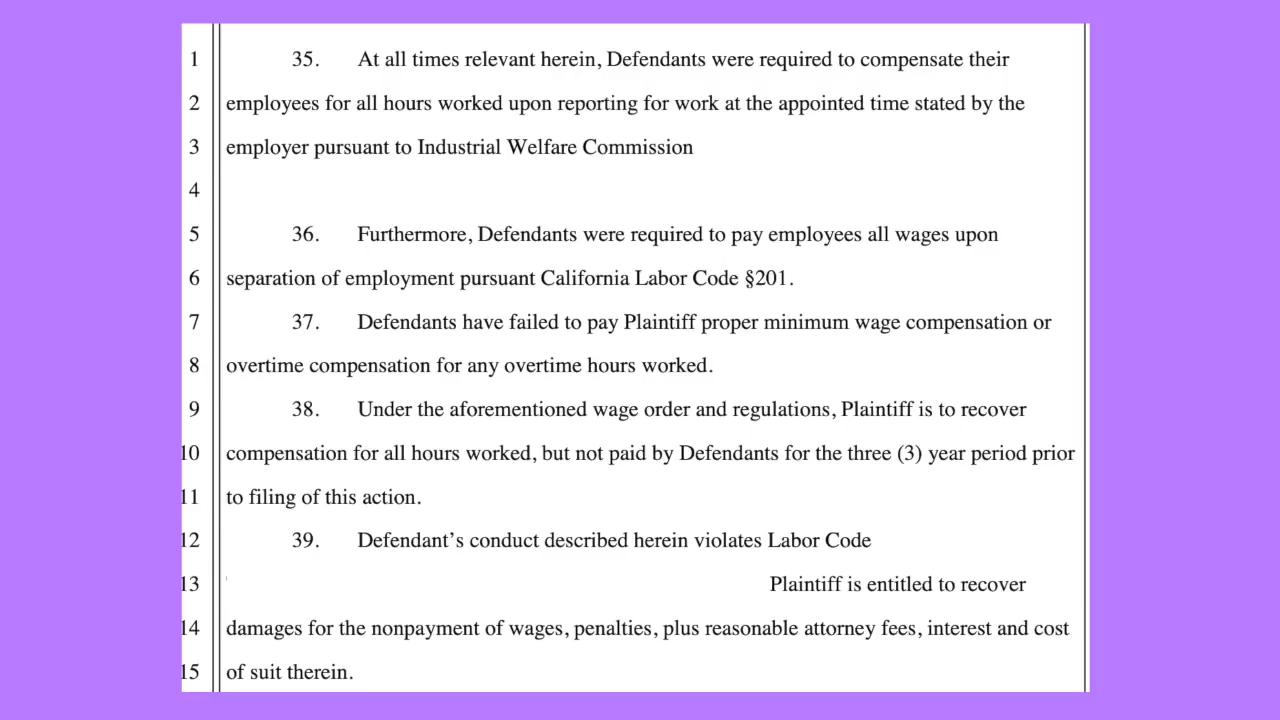 1 35. At all times relevant herein, Defendants were required to compensate their
2 employees for all hours worked upon reporting for work at the appointed time stated by the
3 employer pursuant to Industrial Welfare Commission
4
5 36. Furthermore, Defendants were required to pay employees all wages upon
6 separation of employment pursuant California Labor Code §201.
7 37. Defendants have failed to pay Plaintiff proper minimum wage compensation or
8 overtime compensation for any overtime hours worked.
9 38. Under the aforementioned wage order and regulations, Plaintiff is to recover
10 compensation for all hours worked, but not paid by Defendants for the three (3) year period prior
11 to filing of this action.
12 39. Defendant’s conduct described herein violates Labor Code
13 Plaintiff is entitled to recover
14 damages for the nonpayment of wages, penalties, plus reasonable attorney fees, interest and cost
15 of suit therein.